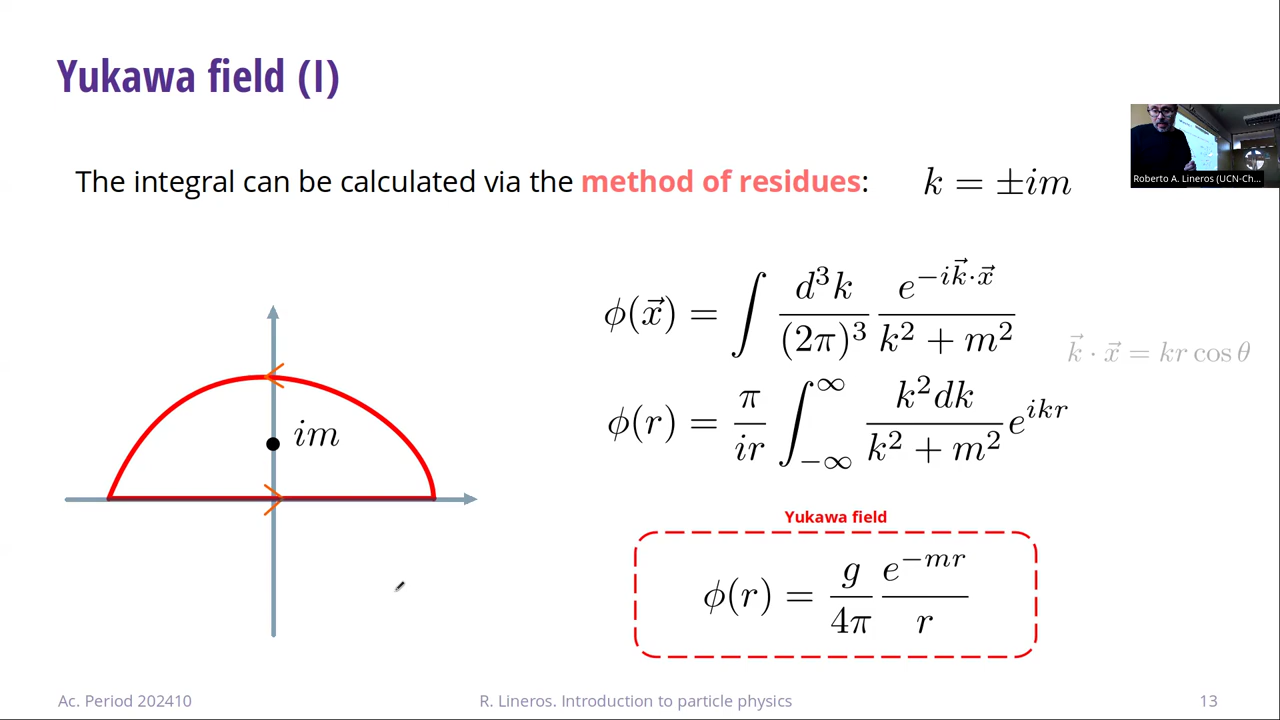 Yukawa field (I)
The integral can be calculated via the method of residues: k = ±im
Roberto A. Lineros (UCN-Ch...
im
ϕ(x⃗) = ∫ d³k/(2π)³ e^{−ik⃗·x⃗}/(k² + m²)
k⃗ · x⃗ = kr cos θ
ϕ(r) = π/(ir) ∫_{−∞}^{∞} k²dk/(k² + m²) e^{ikr}
Yukawa field
ϕ(r) = g/(4π) e^{−mr}/r
Ac. Period 202410 R. Lineros. Introduction to particle physics 13